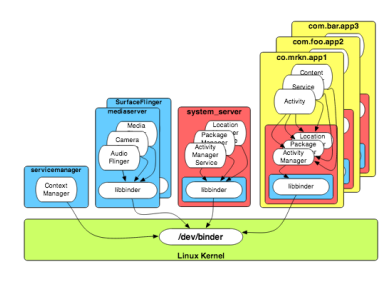 com.bar.app3
com.foo.app2
co.mrkn.app1
Content
Service
Activity
SurfaceFlinger
mediaserver
Media
Camera
Audio
Flinger
system_server
Location
Package
Activity
Manager
Service
Location
Package
Activity
Manager
servicemanager
Context
Manager
libbinder
libbinder
libbinder
/dev/binder
Linux Kernel